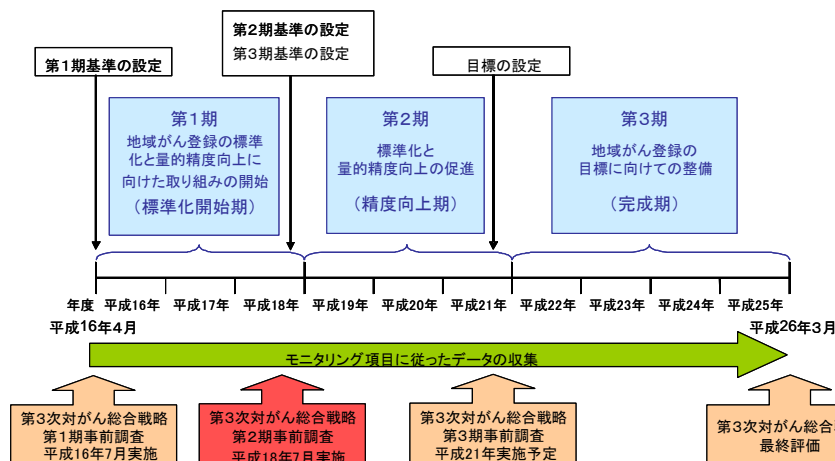 第1期基準の設定
第2期基準の設定
第3期基準の設定
目標の設定
第1期
地域がん登録の標準
化と量的精度向上に
向けた取り組みの開始
(標準化開始期)
第2期
標準化と
量的精度向上の促進
(精度向上期)
第3期
地域がん登録の
目標に向けての整備
(完成期)
年度 平成16年 平成17年 平成18年 平成19年 平成20年 平成21年 平成22年 平成23年 平成24年 平成25年
平成16年4月
平成26年3月
モニタリング項目に従ったデータの収集
第3次対がん総合戦略
第1期事前調査
平成16年7月実施
第3次対がん総合戦略
第2期事前調査
平成18年7月実施
第3次対がん総合戦略
第3期事前調査
平成21年実施予定
第3次対がん総合
最終評価